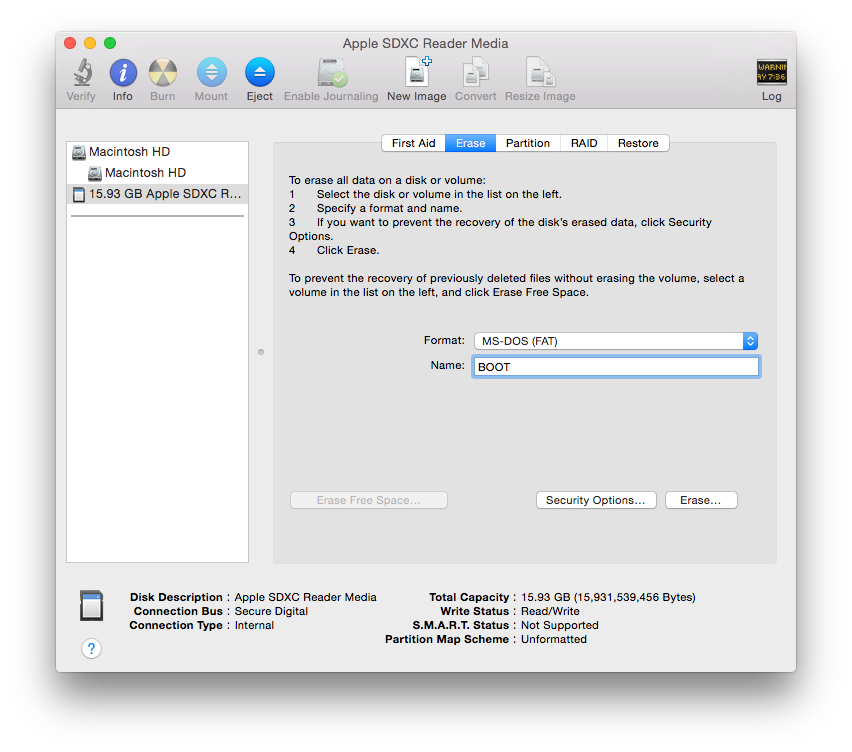 Apple SDXC Reader Media
WARNIN
AY 7:36
Verify Info Burn Mount Eject Enable Journaling New Image Convert Resize Image Log
First Aid Erase Partition RAID Restore
Macintosh HD
Macintosh HD
15.93 GB Apple SDXC R...
To erase all data on a disk or volume:
1 Select the disk or volume in the list on the left.
2 Specify a format and name.
3 If you want to prevent the recovery of the disk's erased data, click Security
Options.
4 Click Erase.
To prevent the recovery of previously deleted files without erasing the volume, select a
volume in the list on the left, and click Erase Free Space.
Format: MS-DOS (FAT)
Name: BOOT
Erase Free Space... Security Options... Erase...
Disk Description : Apple SDXC Reader Media
Connection Bus : Secure Digital
Connection Type : Internal
Total Capacity : 15.93 GB (15,931,539,456 Bytes)
Write Status : Read/Write
S.M.A.R.T. Status : Not Supported
Partition Map Scheme : Unformatted
?